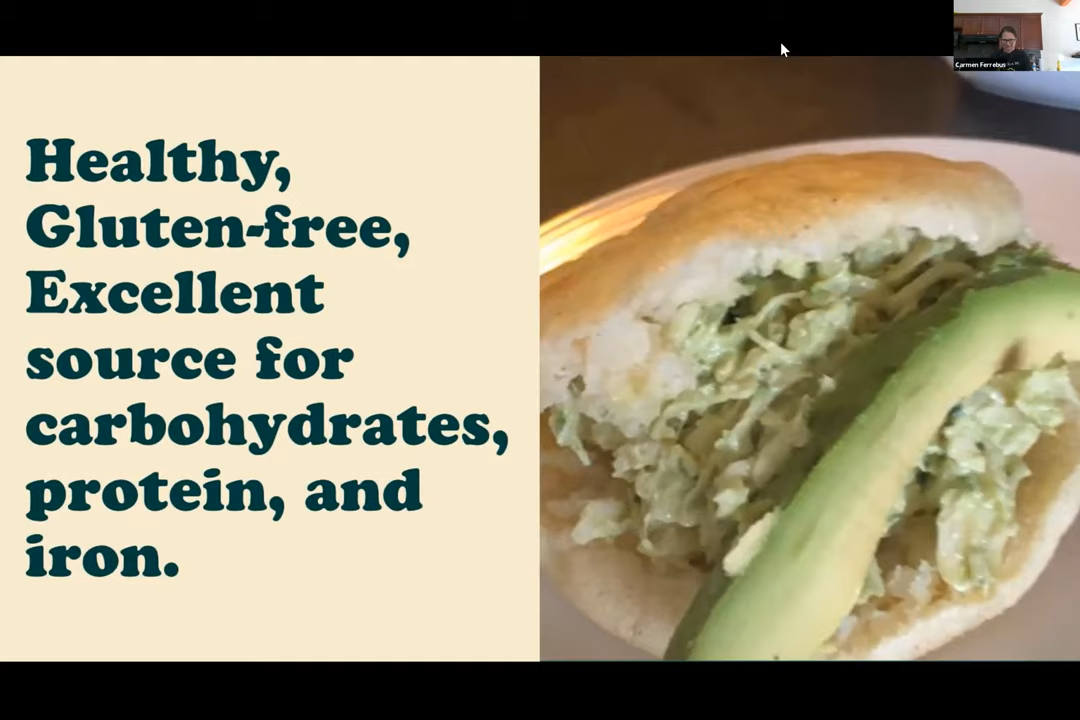 Carmen Ferrebus
Healthy,
Gluten-free,
Excellent
source for
carbohydrates,
protein, and
iron.